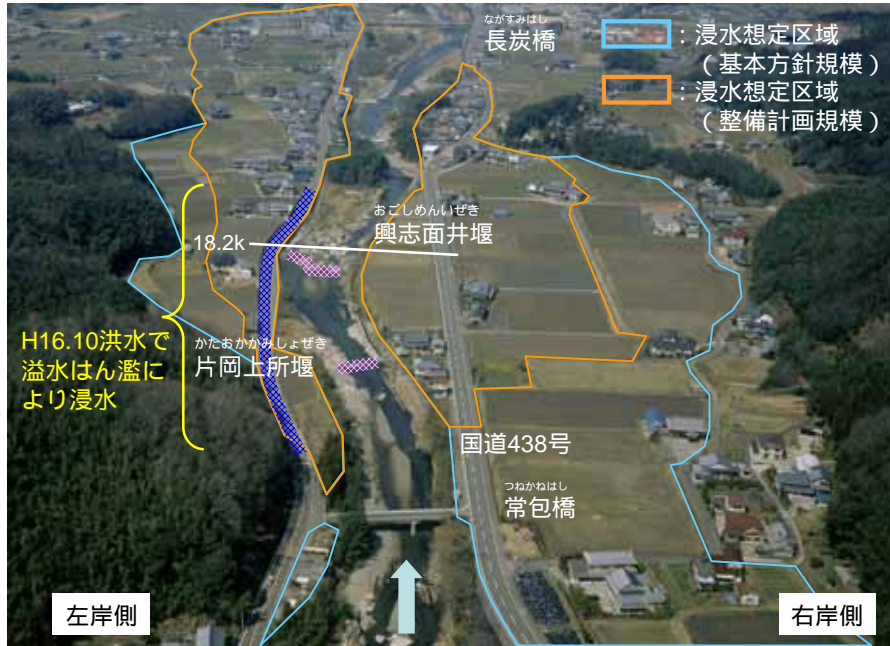 ながすみはし
長炭橋
：浸水想定区域
（基本方針規模）
：浸水想定区域
（整備計画規模）
おごしめんいぜき
興志面井堰
18.2k
H16.10洪水で
溢水はん濫に
より浸水
かたおかかみしょぜき
片岡上所堰
国道438号
つねかねはし
常包橋
左岸側
右岸側